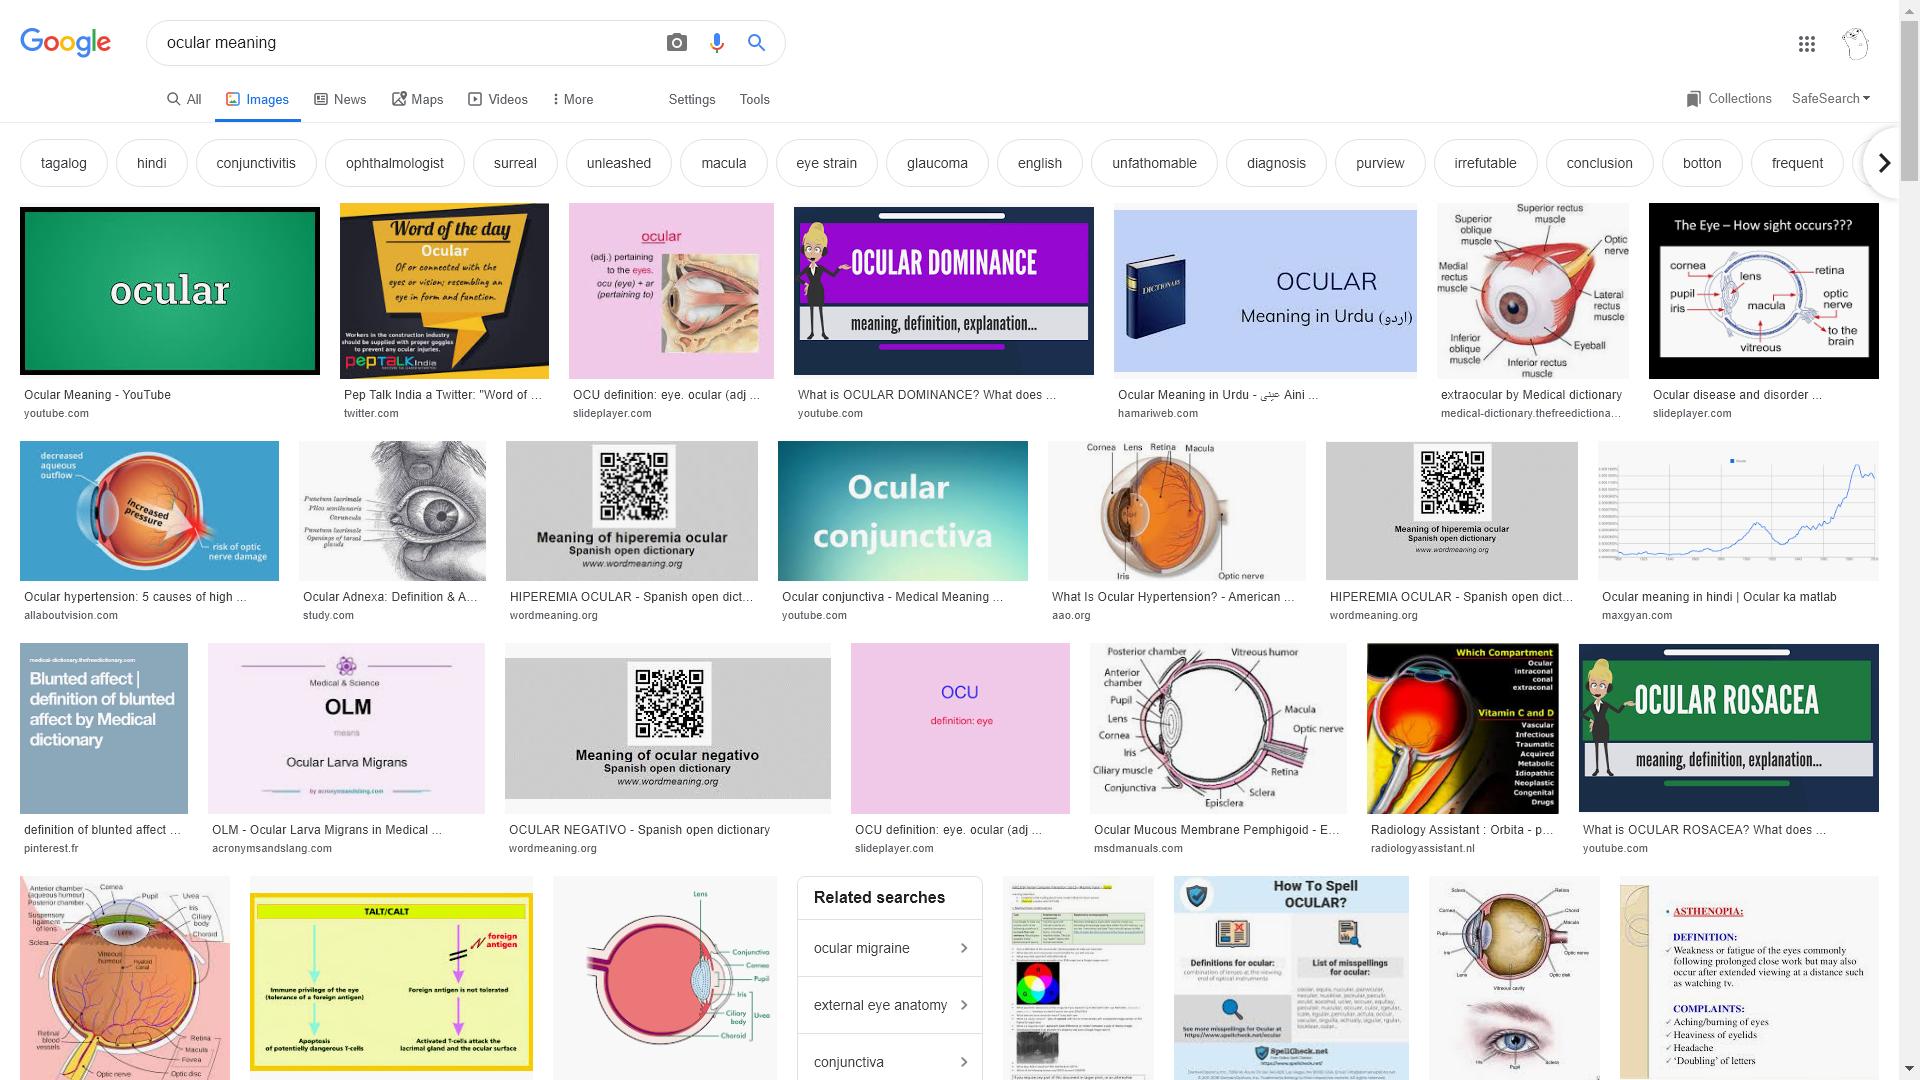 Google
ocular meaning
All
Images
News
Maps
Videos
More
Settings
Tools
Collections
SafeSearch
tagalog
hindi
conjunctivitis
ophthalmologist
surreal
unleashed
macula
eye strain
glaucoma
english
unfathomable
diagnosis
purview
irrefutable
conclusion
botton
frequent
ocular
Word of the day
Ocular
Of or connected with the
eyes or vision; resembling an
eye in form and function.
Workers in the construction industry
should be supplied with proper goggles
to prevent any ocular injuries.
PEPTALKINDIA
ocular
(adj.) pertaining
to the eyes.
ocu (eye) + ar
(pertaining to)
OCULAR DOMINANCE
meaning, definition, explanation...
DICTIONARY
OCULAR
Meaning in Urdu (اردو)
Superior rectus
muscle
Superior
oblique
muscle
Optic
nerve
Medial
rectus
muscle
Lateral
rectus
muscle
Inferior
oblique
muscle
Eyeball
Inferior rectus
muscle
The Eye – How sight occurs???
cornea
lens
retina
pupil
macula
optic
nerve
iris
to the
brain
vitreous
Ocular Meaning - YouTube
youtube.com
Pep Talk India a Twitter: "Word of ...
twitter.com
OCU definition: eye. ocular (adj ...
slideplayer.com
What is OCULAR DOMINANCE? What does ...
youtube.com
Ocular Meaning in Urdu - عینی Aini ...
hamariweb.com
extraocular by Medical dictionary
medical-dictionary.thefreedictiona...
Ocular disease and disorder ...
slideplayer.com
decreased
aqueous
outflow
increased
pressure
risk of optic
nerve damage
Punctum lacrimale
Plica semilunaris
Caruncula
Punctum lacrimale
Openings of tarsal
glands
Meaning of hiperemia ocular
Spanish open dictionary
www.wordmeaning.org
Ocular
conjunctiva
Cornea
Lens
Retina
Macula
Iris
Optic nerve
Meaning of hiperemia ocular
Spanish open dictionary
www.wordmeaning.org
Ocular hypertension: 5 causes of high ...
allaboutvision.com
Ocular Adnexa: Definition & A...
study.com
HIPEREMIA OCULAR - Spanish open dict...
wordmeaning.org
Ocular conjunctiva - Medical Meaning ...
youtube.com
What Is Ocular Hypertension? - American ...
aao.org
HIPEREMIA OCULAR - Spanish open dict...
wordmeaning.org
Ocular meaning in hindi | Ocular ka matlab
maxgyan.com
medical-dictionary.thefreedictionary.com
Blunted affect |
definition of blunted
affect by Medical
dictionary
Medical & Science
OLM
means
Ocular Larva Migrans
by acronymsandslang.com
Meaning of ocular negativo
Spanish open dictionary
www.wordmeaning.org
OCU
definition: eye
Posterior chamber
Vitreous humor
Anterior
chamber
Pupil
Lens
Macula
Optic nerve
Cornea
Iris
Ciliary muscle
Retina
Conjunctiva
Sclera
Episclera
Which Compartment
Ocular
intraconal
conal
extraconal
Vitamin C and D
Vascular
Infectious
Traumatic
Acquired
Metabolic
Idiopathic
Neoplastic
Congenital
Drugs
OCULAR ROSACEA
meaning, definition, explanation...
definition of blunted affect ...
pinterest.fr
OLM - Ocular Larva Migrans in Medical ...
acronymsandslang.com
OCULAR NEGATIVO - Spanish open dictionary
wordmeaning.org
OCU definition: eye. ocular (adj ...
slideplayer.com
Ocular Mucous Membrane Pemphigoid - E...
msdmanuals.com
Radiology Assistant : Orbita - p...
radiologyassistant.nl
What is OCULAR ROSACEA? What does ...
youtube.com
Anterior chamber
(aqueous humour)
Posterior chamber
Cornea
Pupil
Uvea
Iris
Ciliary
body
Choroid
Suspensory
ligament
of lens
Lens
Sclera
Vitreous
humour
Hyaloid
Canal
Retinal
blood
vessels
Retina
Macula
Fovea
Optic nerve
Optic disc
TALT/CALT
foreign
antigen
Immune privilege of the eye
(tolerance of a foreign antigen)
Foreign antigen is not tolerated
Apoptosis
of potentially dangerous T-cells
Activated T-cells attack the
lacrimal gland and the ocular surface
Lens
Conjunctiva
Cornea
Pupil
Iris
Ciliary
body
Uvea
Choroid
Related searches
ocular migraine
external eye anatomy
conjunctiva
How To Spell
OCULAR?
Definitions for ocular:
combination of lenses at the viewing
end of optical instruments
List of misspellings
for ocular:
See more misspellings for Ocular at
https://www.spellcheck.net/ocular
SpellCheck.net
Sclera
Retina
Cornea
Choroid
Macula
Pupil
Iris
Optic nerve
Lens
Optic disk
Vitreous cavity
Iris
Pupil
Sclera
ASTHENOPIA:
DEFINITION:
Weakness or fatigue of the eyes commonly
following prolonged close work but may also
occur after extended viewing at a distance such
as watching tv.
COMPLAINTS:
Aching/burning of eyes
Heaviness of eyelids
Headache
‘Doubling’ of letters